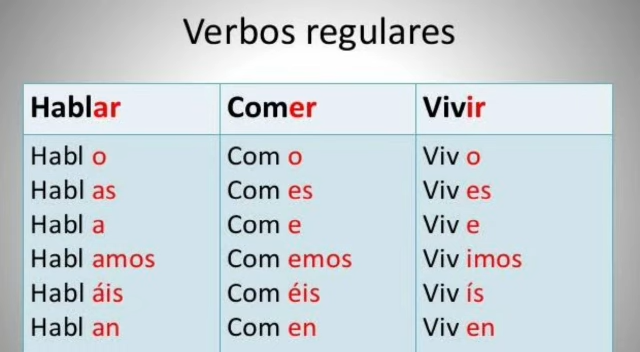 Verbos regulares
Hablar Comer Vivir
Habl o Com o Viv o
Habl as Com es Viv es
Habl a Com e Viv e
Habl amos Com emos Viv imos
Habl áis Com éis Viv ís
Habl an Com en Viv en